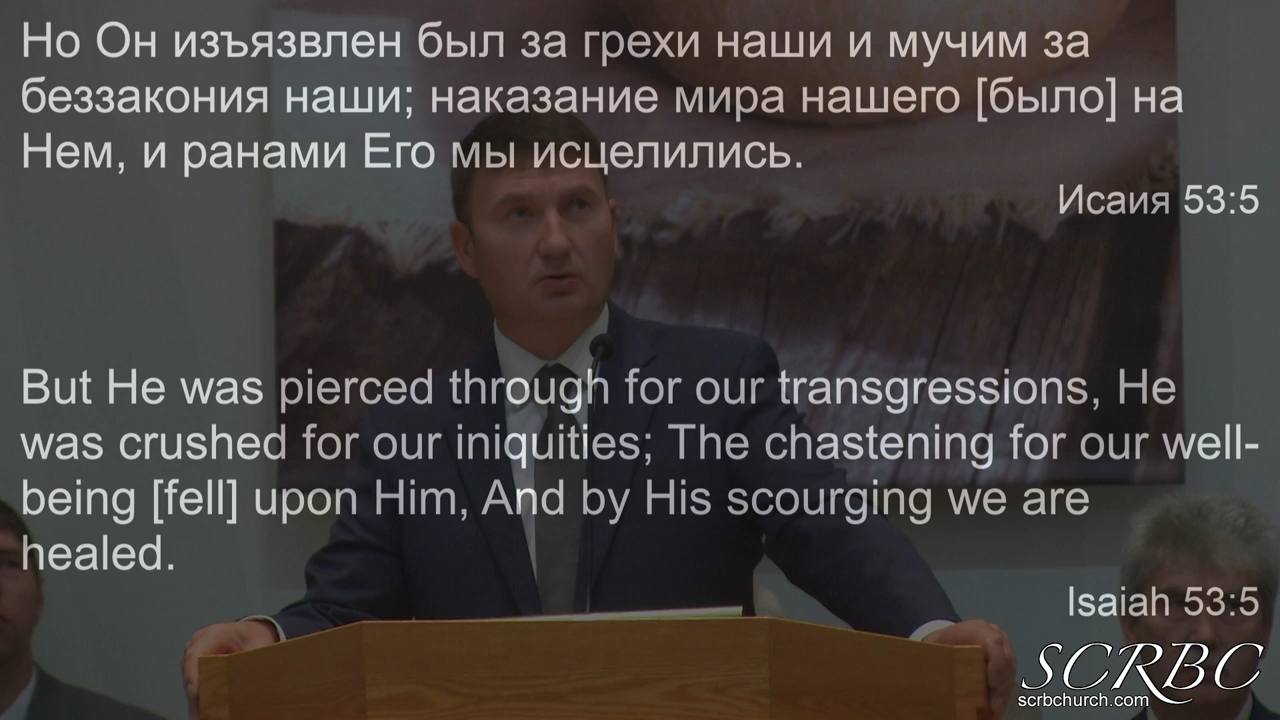 Но Он изъязвлен был за грехи наши и мучим за
беззакония наши; наказание мира нашего [было] на
Нем, и ранами Его мы исцелились.
Исаия 53:5
But He was pierced through for our transgressions, He
was crushed for our iniquities; The chastening for our well-
being [fell] upon Him, And by His scourging we are
healed.
Isaiah 53:5
SCRBC
scrbchurch.com